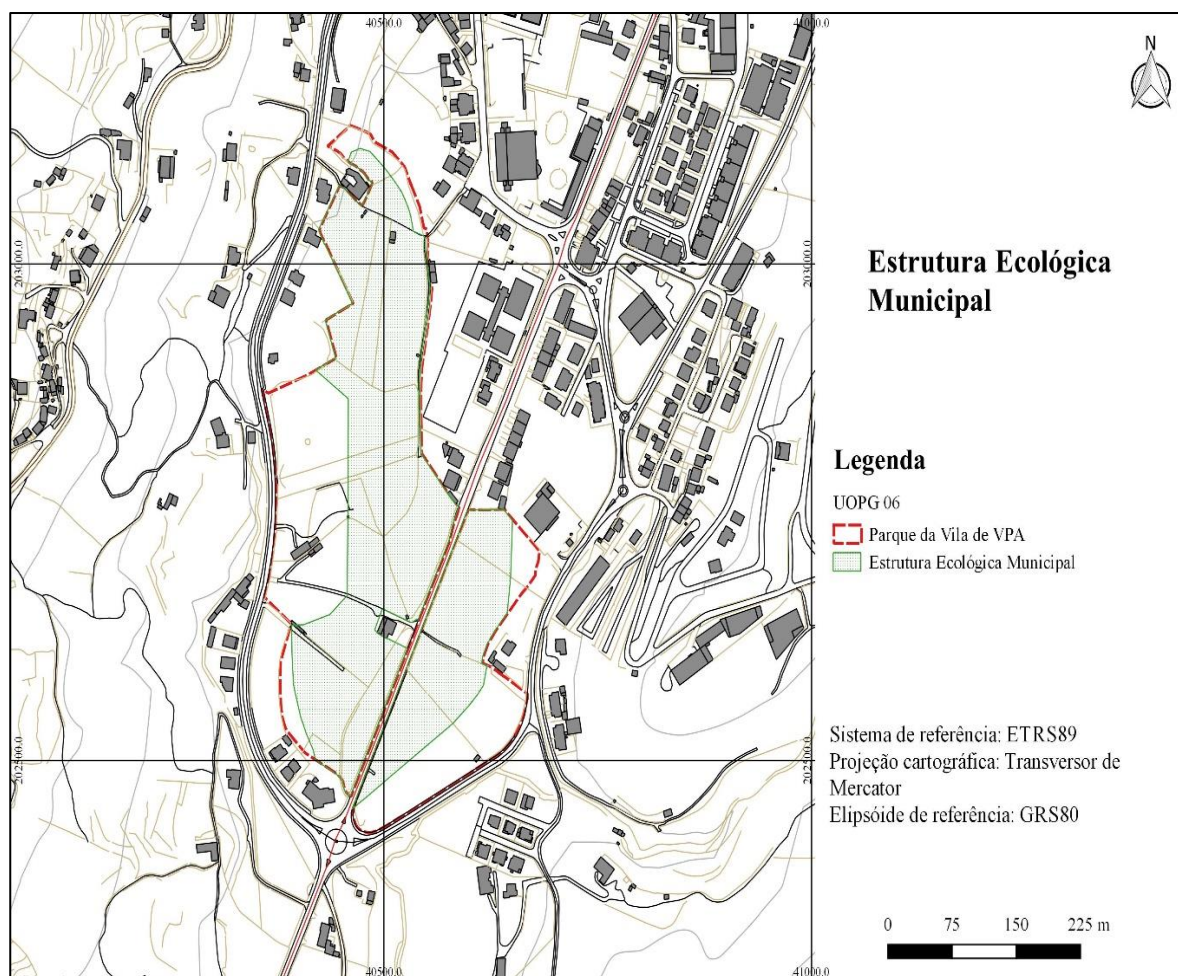 40500.0
41000.0
N
203000.0
203000.0
Estrutura Ecológica
Municipal
Legenda
UOPG 06
Parque da Vila de VPA
Estrutura Ecológica Municipal
Sistema de referência: ETRS89
Projeção cartográfica: Transversor de
Mercator
Elipsóide de referência: GRS80
202500.0
202500.0
0 75 150 225 m
40500.0
41000.0